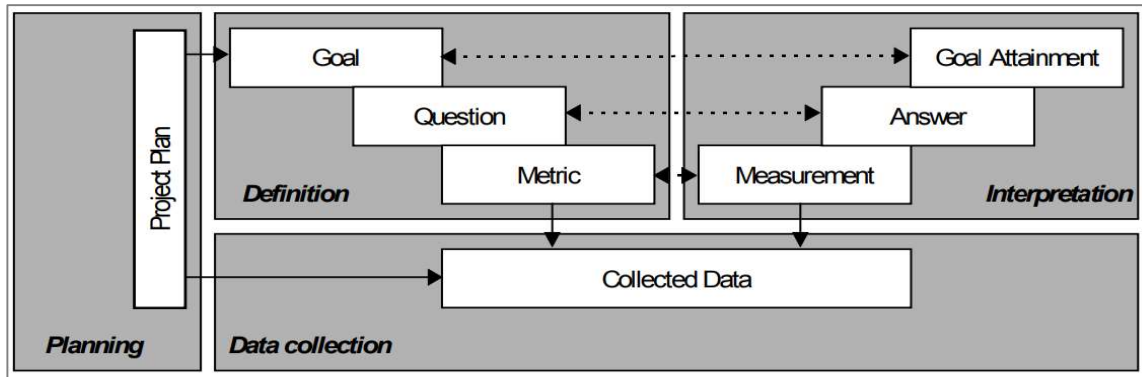 Project Plan
Planning
Goal
Question
Metric
Definition
Goal Attainment
Answer
Measurement
Interpretation
Collected Data
Data collection